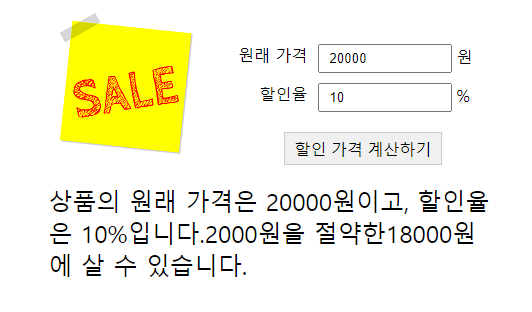 SALE
원래 가격 20000 원
할인율 10 %
할인 가격 계산하기
상품의 원래 가격은 20000원이고, 할인율
은 10%입니다.2000원을 절약한18000원
에 살 수 있습니다.